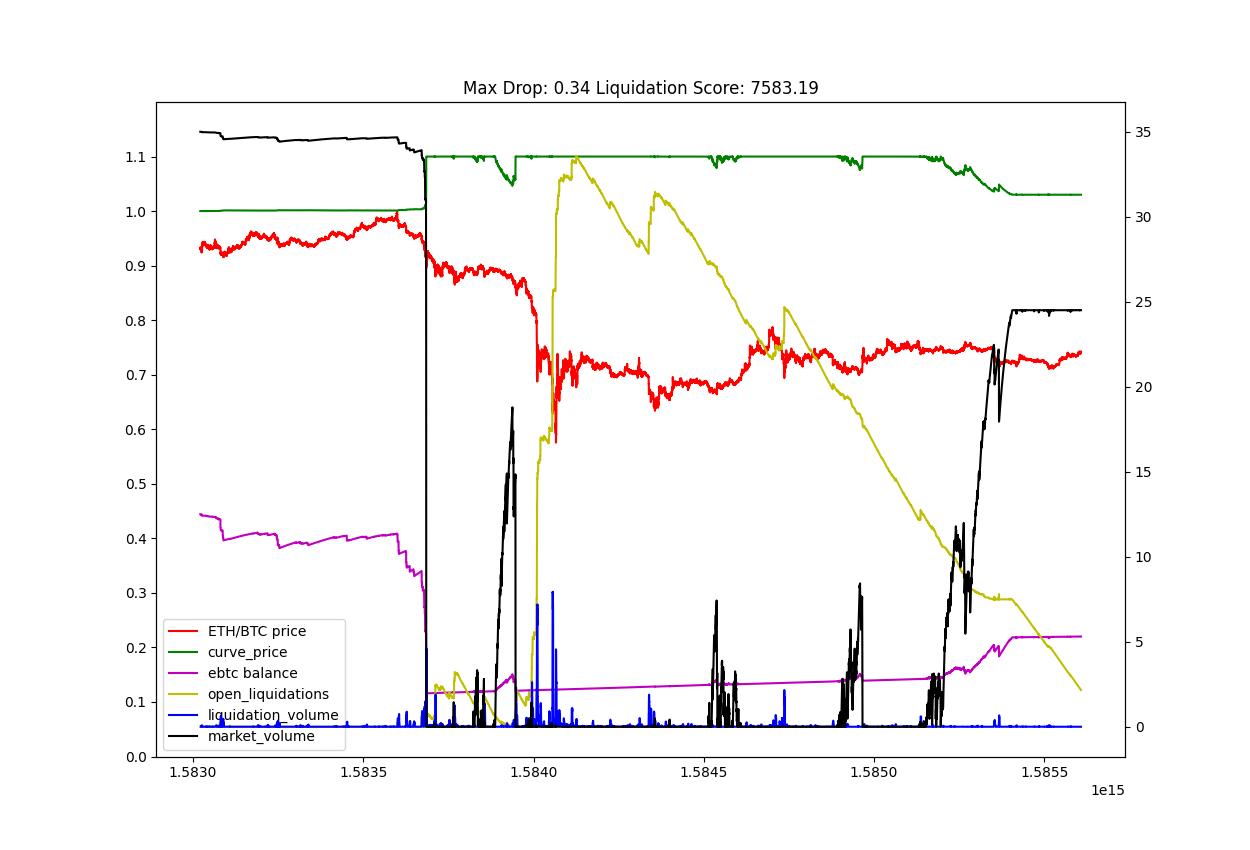 Max Drop: 0.34 Liquidation Score: 7583.19
1.1
1.0
0.9
0.8
0.7
0.6
0.5
0.4
0.3
0.2
0.1
0.0
35
30
25
20
15
10
5
0
ETH/BTC price
curve_price
ebtc balance
open_liquidations
liquidation_volume
market_volume
1.5830 1.5835 1.5840 1.5845 1.5850 1.5855
1e15